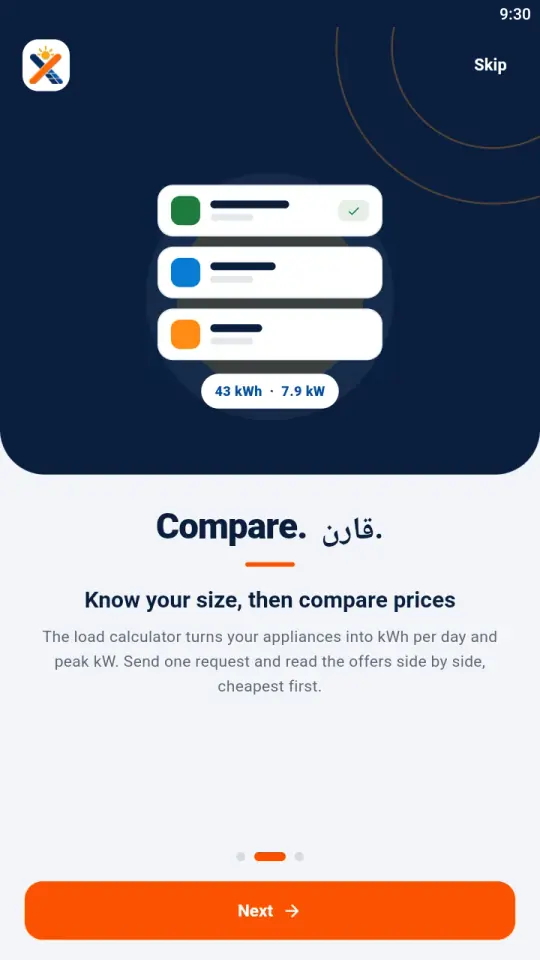 9:30
Skip
43 kWh · 7.9 kW
Compare. قارن.
Know your size, then compare prices
The load calculator turns your appliances into kWh per day and
peak kW. Send one request and read the offers side by side,
cheapest first.
Next →